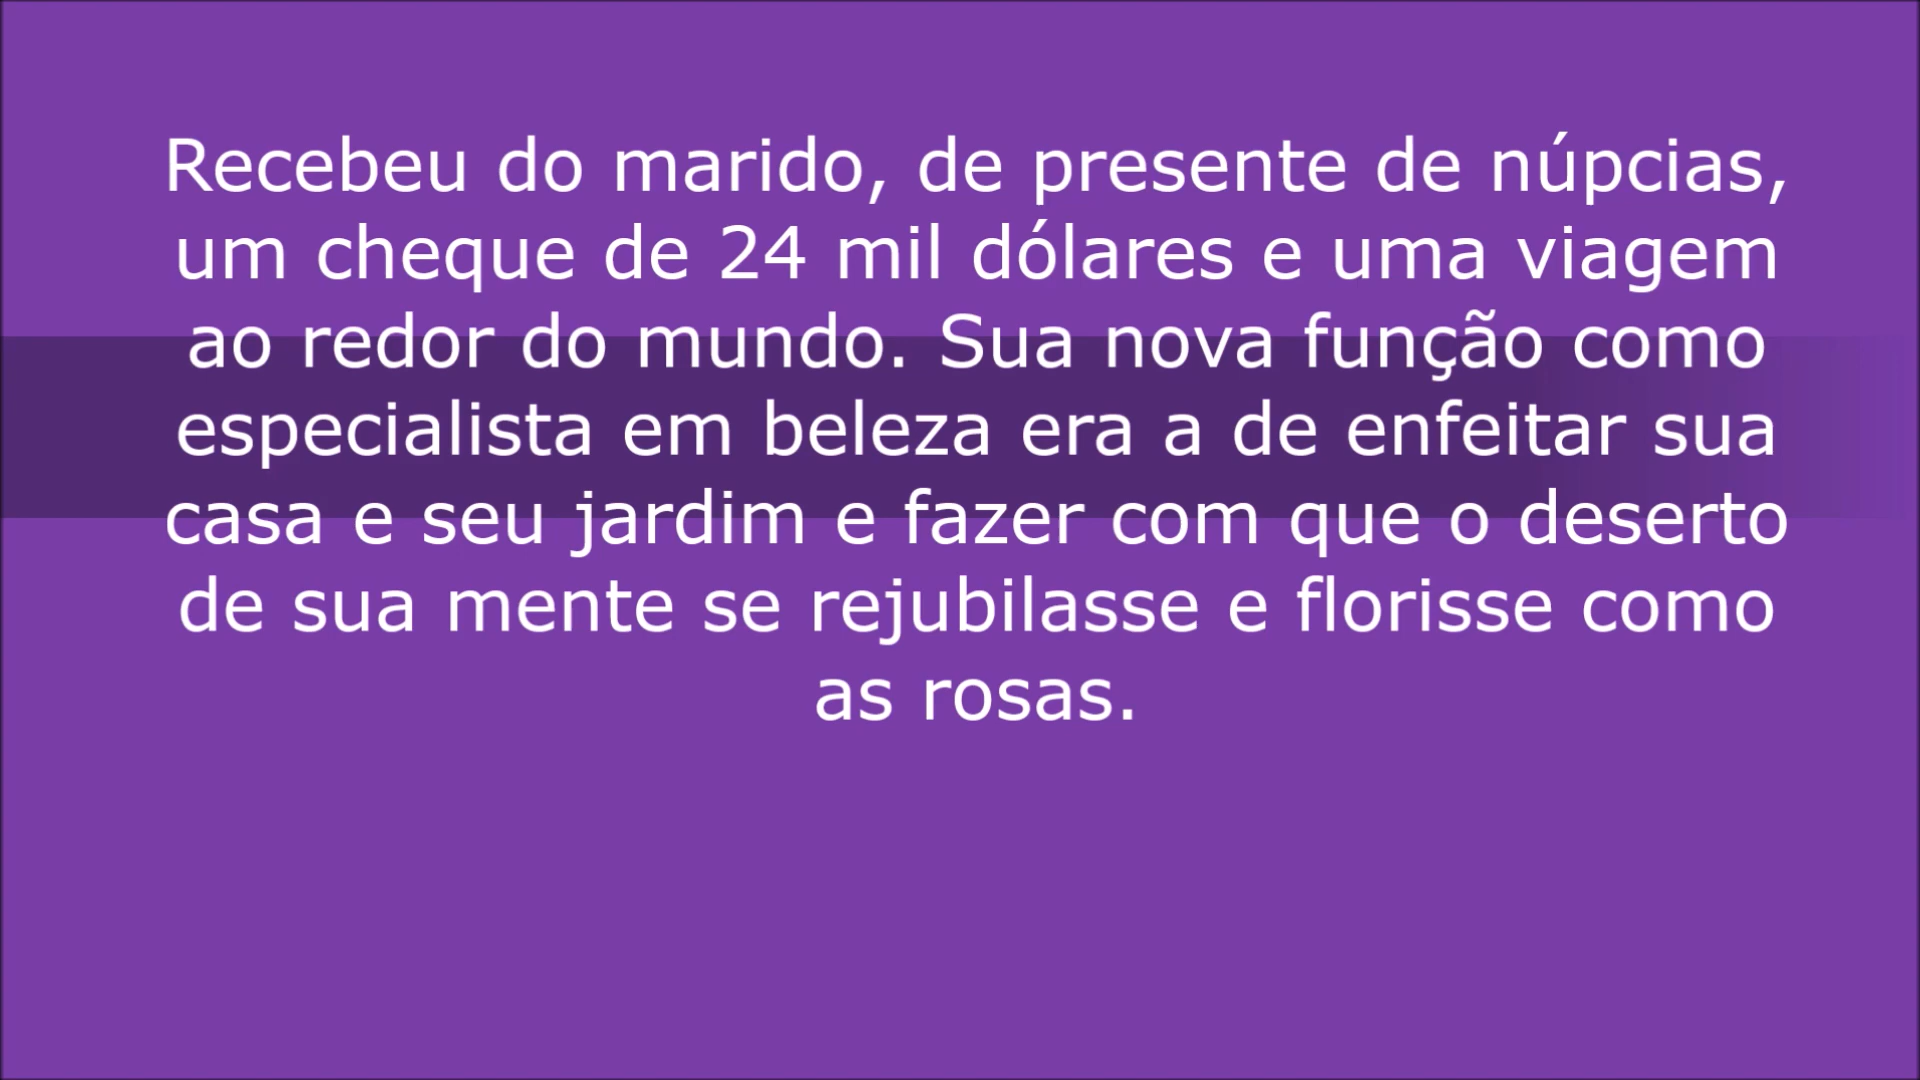 Recebeu do marido, de presente de núpcias,
um cheque de 24 mil dólares e uma viagem
ao redor do mundo. Sua nova função como
especialista em beleza era a de enfeitar sua
casa e seu jardim e fazer com que o deserto
de sua mente se rejubilasse e florisse como
as rosas.